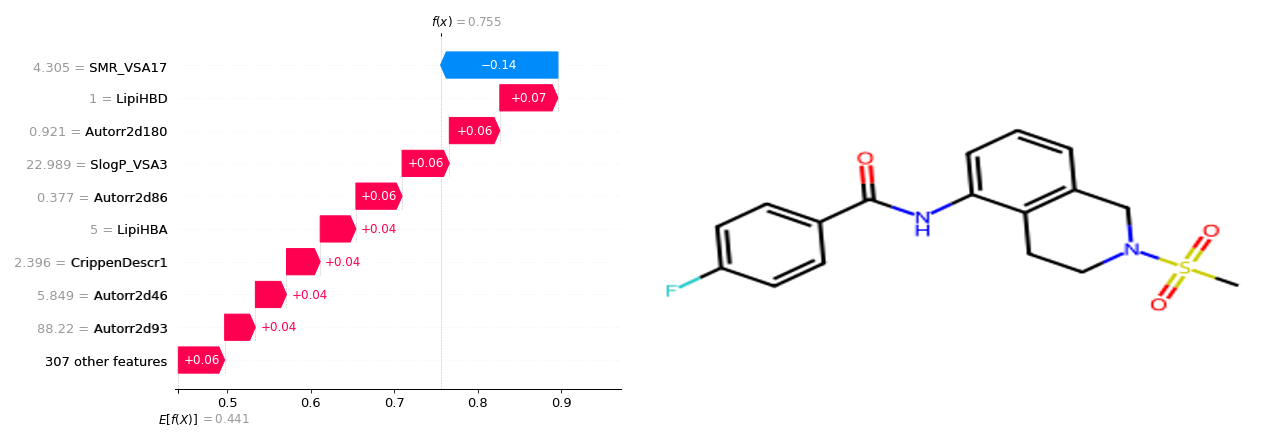 f(x) = 0.755
4.305 = SMR_VSA17
−0.14
1 = LipiHBD
+0.07
0.921 = Autorr2d180
+0.06
22.989 = SlogP_VSA3
+0.06
0.377 = Autorr2d86
+0.06
5 = LipiHBA
+0.04
2.396 = CrippenDescr1
+0.04
5.849 = Autorr2d46
+0.04
88.22 = Autorr2d93
+0.04
307 other features
+0.06
0.5 0.6 0.7 0.8 0.9
E[f(X)] = 0.441
O
N
H
F
N
O
S
O